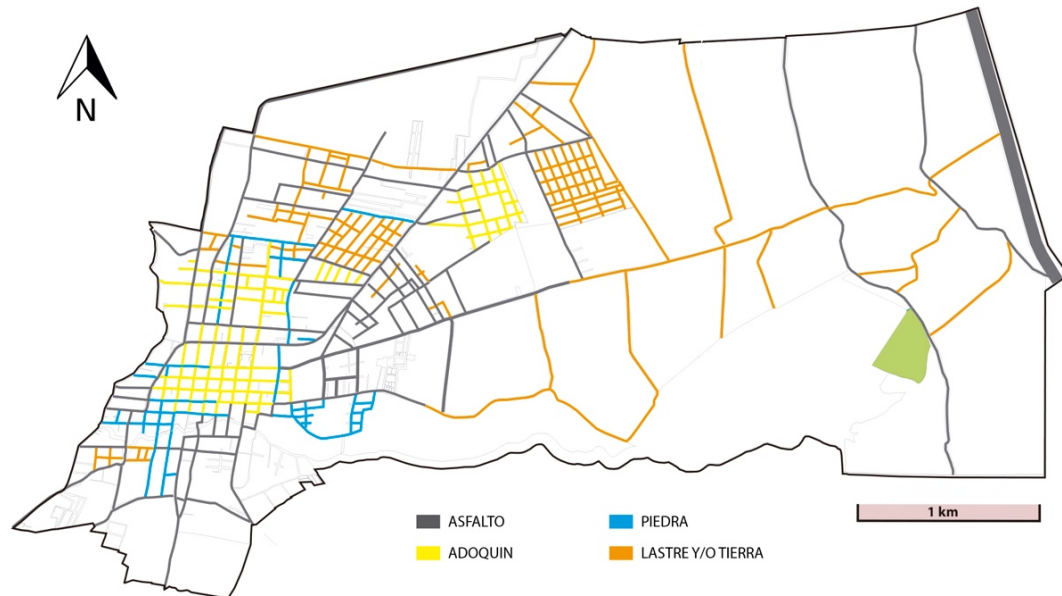 N
ASFALTO
PIEDRA
ADOQUIN
LASTRE Y/O TIERRA
1 km